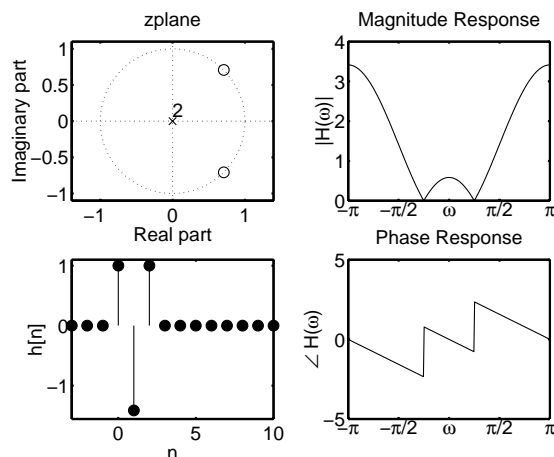 zplane
1
0.5
0
−0.5
−1
Imaginary part
2
−1
0
1
Real part
Magnitude Response
4
3
2
1
0
|H(ω)|
−π
−π/2
ω
π/2
π
1
0
−1
h[n]
0
5
10
n
Phase Response
5
0
−5
∠ H(ω)
−π
−π/2
ω
π/2
π